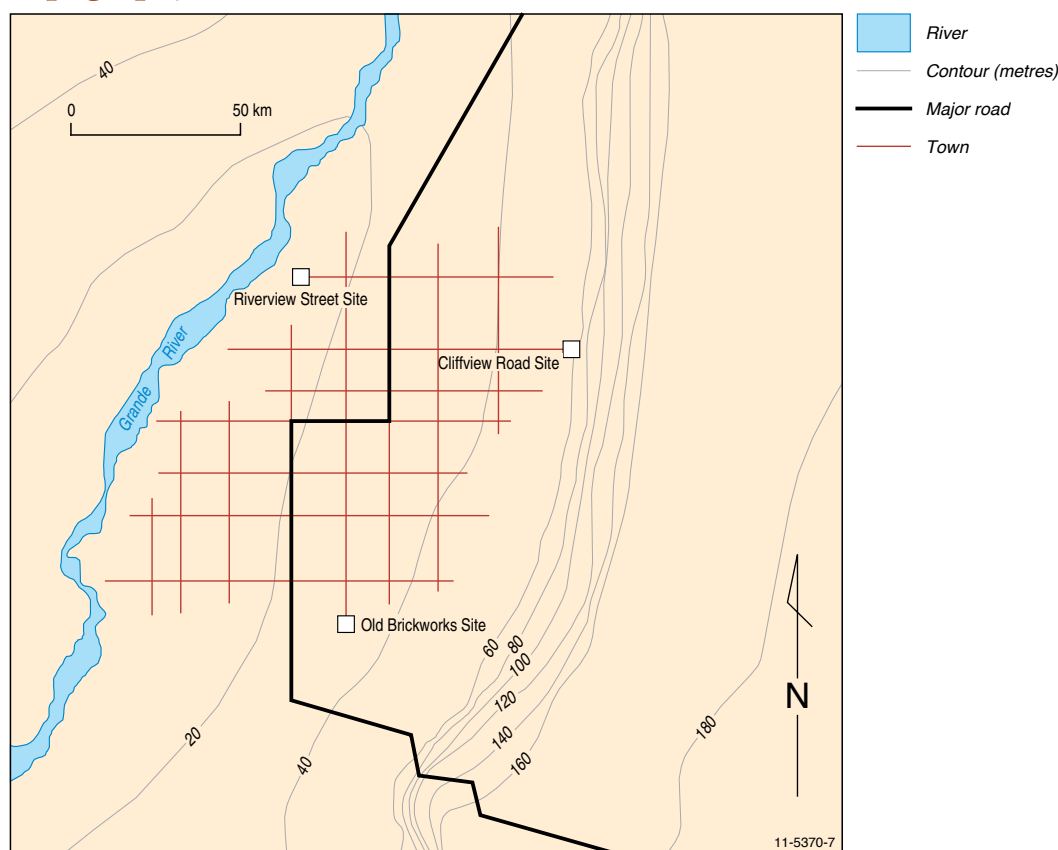 40
0 50 km
River
Contour (metres)
Major road
Town
Riverview Street Site
Cliffview Road Site
Grande River
Old Brickworks Site
60
80
100
120
140
160
180
20
40
N
11-5370-7